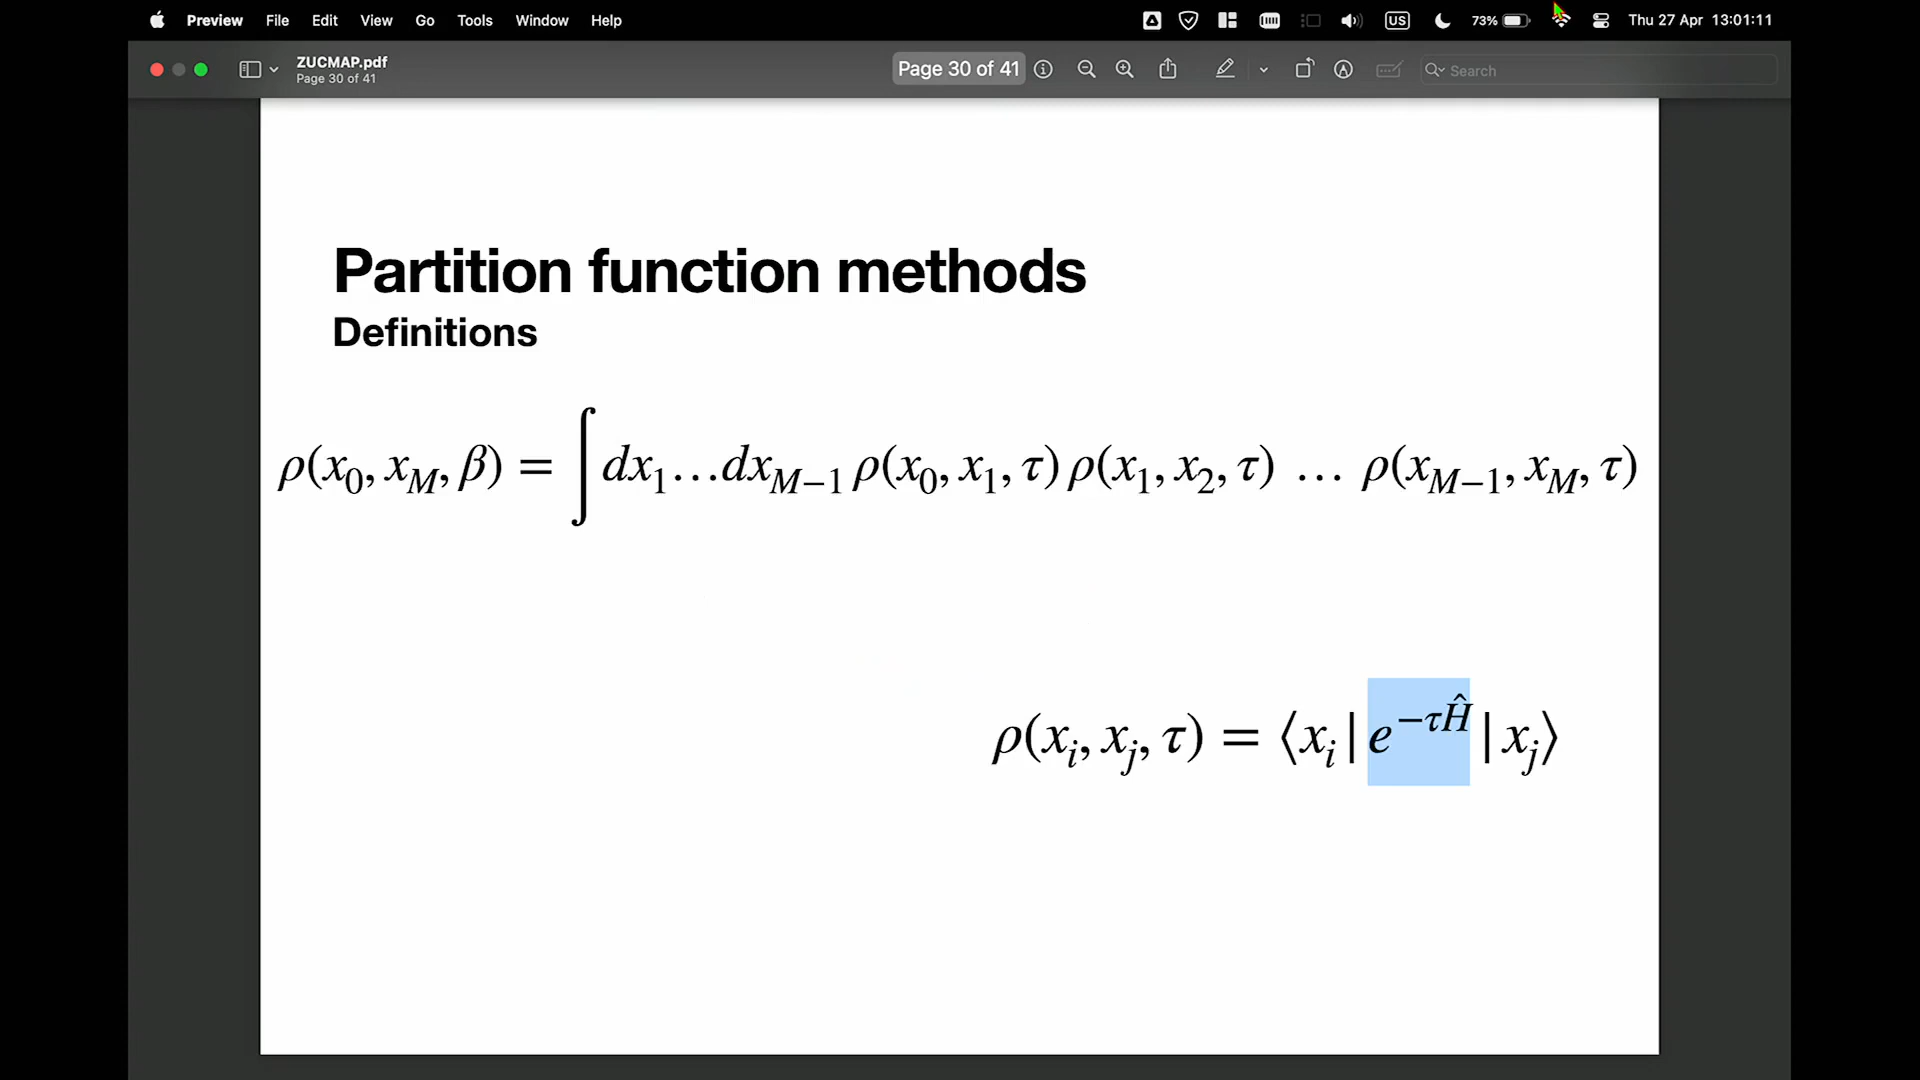 Preview File Edit View Go Tools Window Help US 73% Thu 27 Apr 13:01:11
ZUCMAP.pdf
Page 30 of 41
Page 30 of 41
Search
Partition function methods
Definitions
ρ(x₀, x_M, β) = ∫ dx₁…dx_{M−1} ρ(x₀, x₁, τ) ρ(x₁, x₂, τ) … ρ(x_{M−1}, x_M, τ)
ρ(x_i, x_j, τ) = ⟨x_i | e^{−τĤ} | x_j⟩